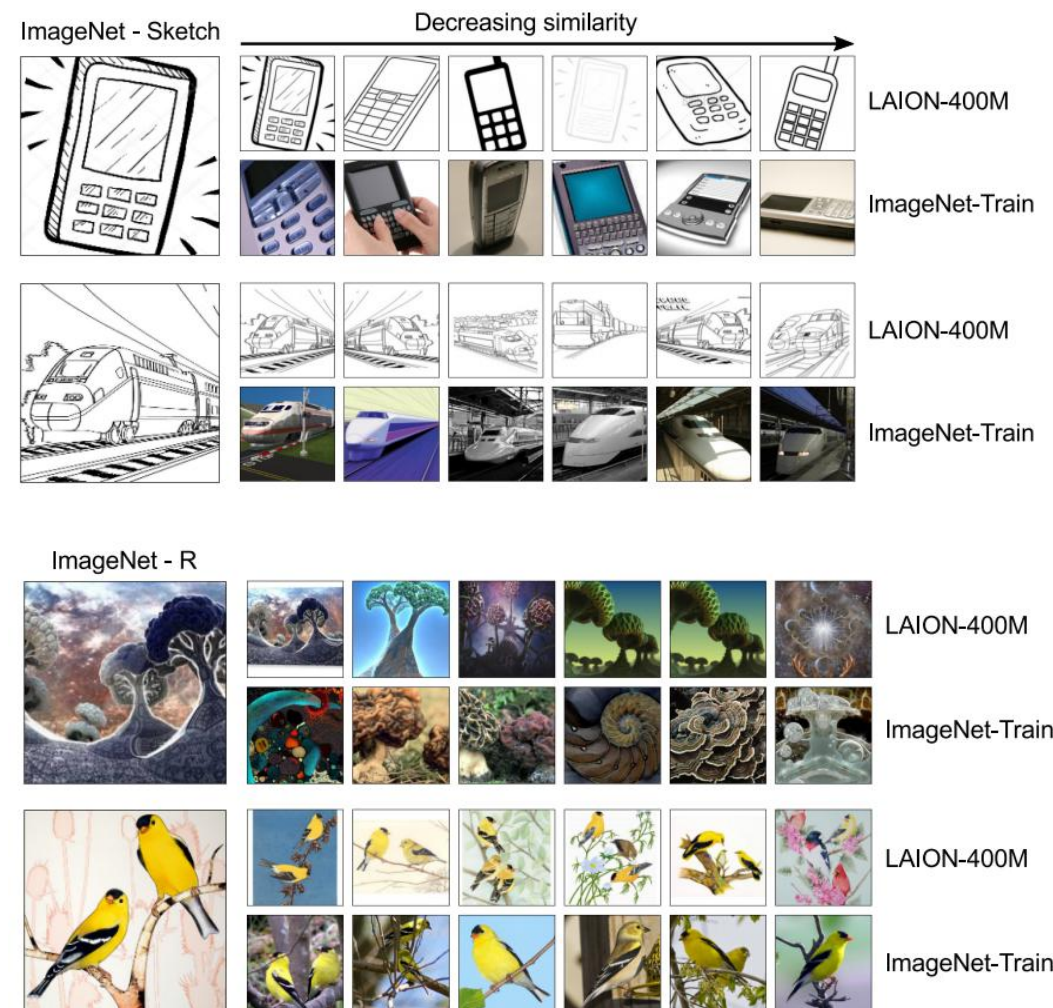 Decreasing similarity
ImageNet - Sketch
LAION-400M
ImageNet-Train
LAION-400M
ImageNet-Train
ImageNet - R
LAION-400M
ImageNet-Train
LAION-400M
ImageNet-Train